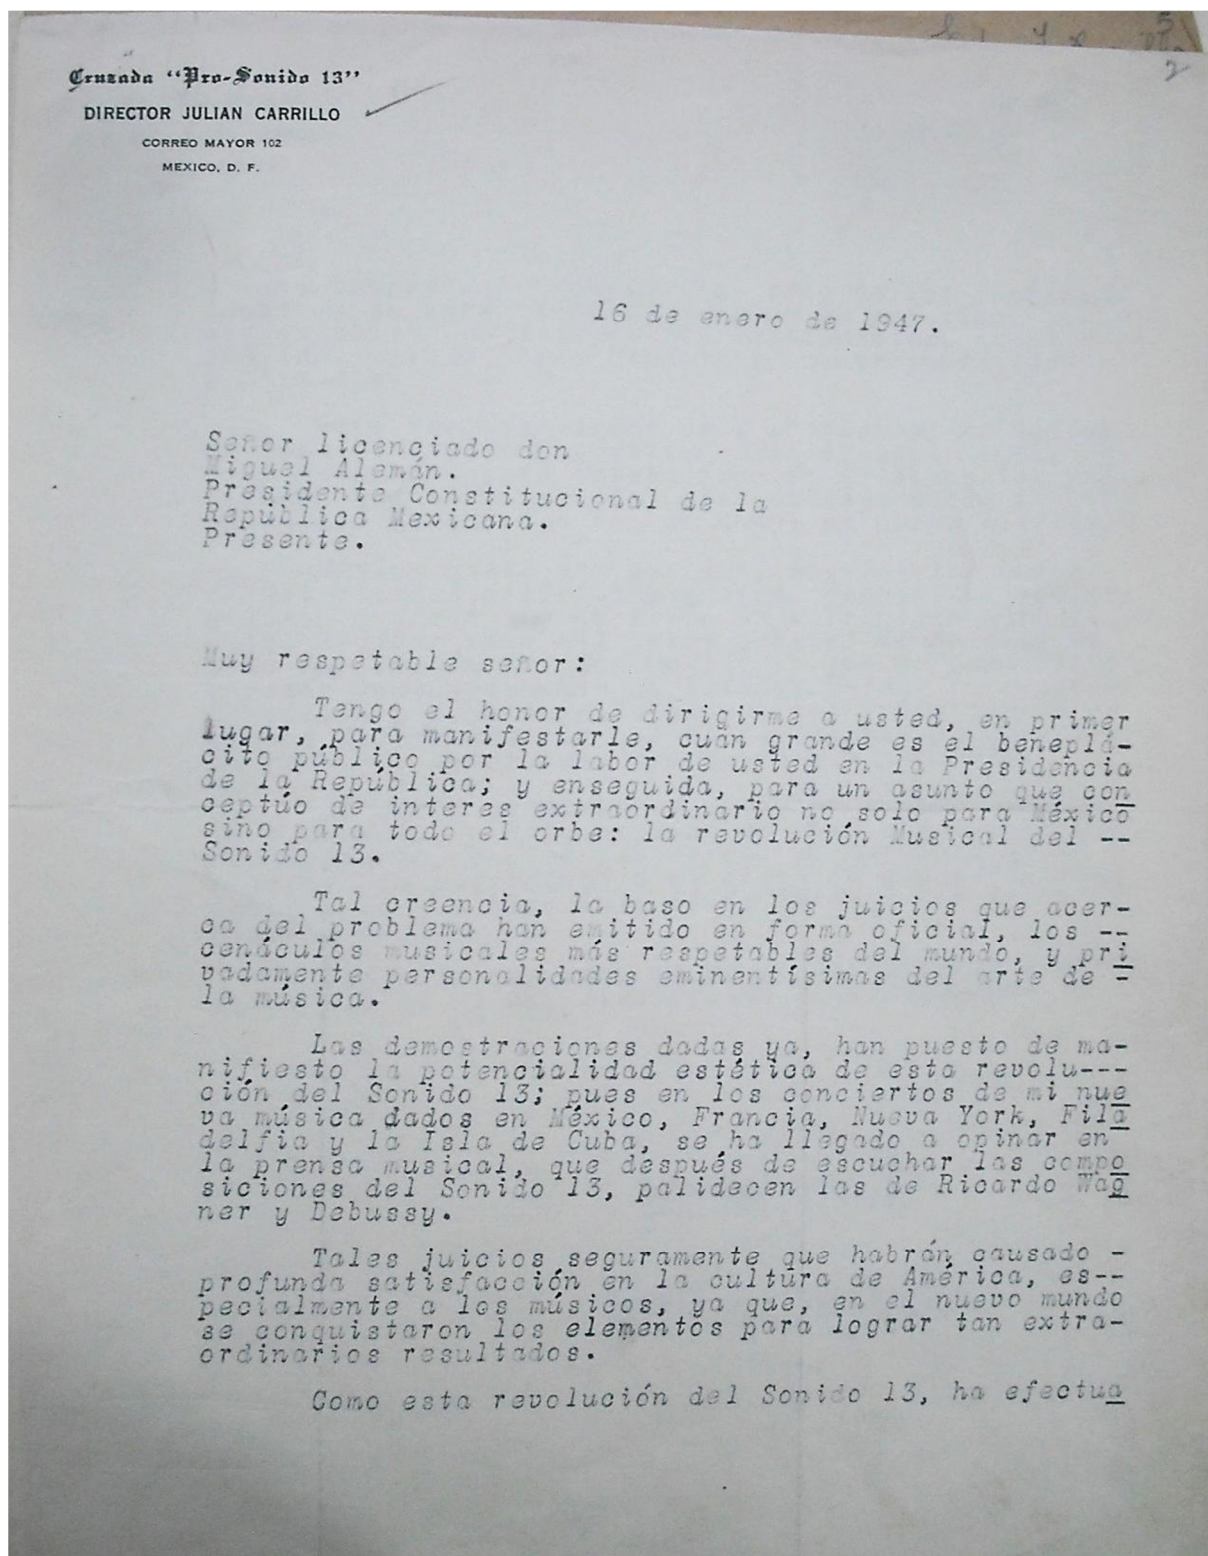 5
2
Cruzada "Pro-Sonido 13"
DIRECTOR JULIAN CARRILLO
CORREO MAYOR 102
MEXICO, D. F.
16 de enero de 1947.
Señor licenciado don
Miguel Alemán.
Presidente Constitucional de la
República Mexicana.
Presente.
Muy respetable señor:
Tengo el honor de dirigirme a usted, en primer
lugar, para manifestarle, cuán grande es el beneplá-
cito público por la labor de usted en la Presidencia
de la República; y enseguida, para un asunto que con
ceptúo de interes extraordinario no solo para México
sino para todo el orbe: la revolución Musical del --
Sonido 13.
Tal creencia, la baso en los juicios que acer-
ca del problema han emitido en forma oficial, los --
cenáculos musicales más respetables del mundo, y pri
vadamente personalidades eminentísimas del arte de -
la música.
Las demostraciones dadas ya, han puesto de ma-
nifiesto la potencialidad estética de esta revolu---
ción del Sonido 13; pues en los conciertos de mi nue
va música dados en México, Francia, Nueva York, Fila
delfia y la Isla de Cuba, se ha llegado a opinar en
la prensa musical, que después de escuchar las compo
siciones del Sonido 13, palidecen las de Ricardo Wag
ner y Debussy.
Tales juicios seguramente que habrán causado -
profunda satisfacción en la cultura de América, es--
pecialmente a los músicos, ya que, en el nuevo mundo
se conquistaron los elementos para lograr tan extra-
ordinarios resultados.
Como esta revolución del Sonido 13, ha efectua